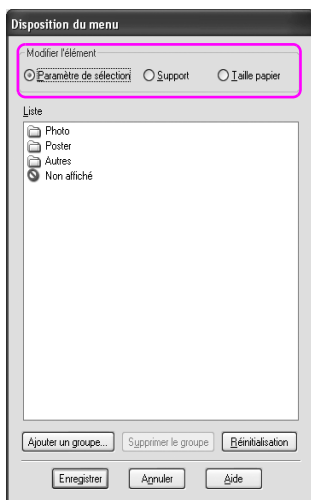 Disposition du menu
Modifier l'élément
Paramètre de sélection Support Taille papier
Liste
Photo
Poster
Autres
Non affiché
Ajouter un groupe... Supprimer le groupe Réinitialisation
Enregistrer Annuler Aide